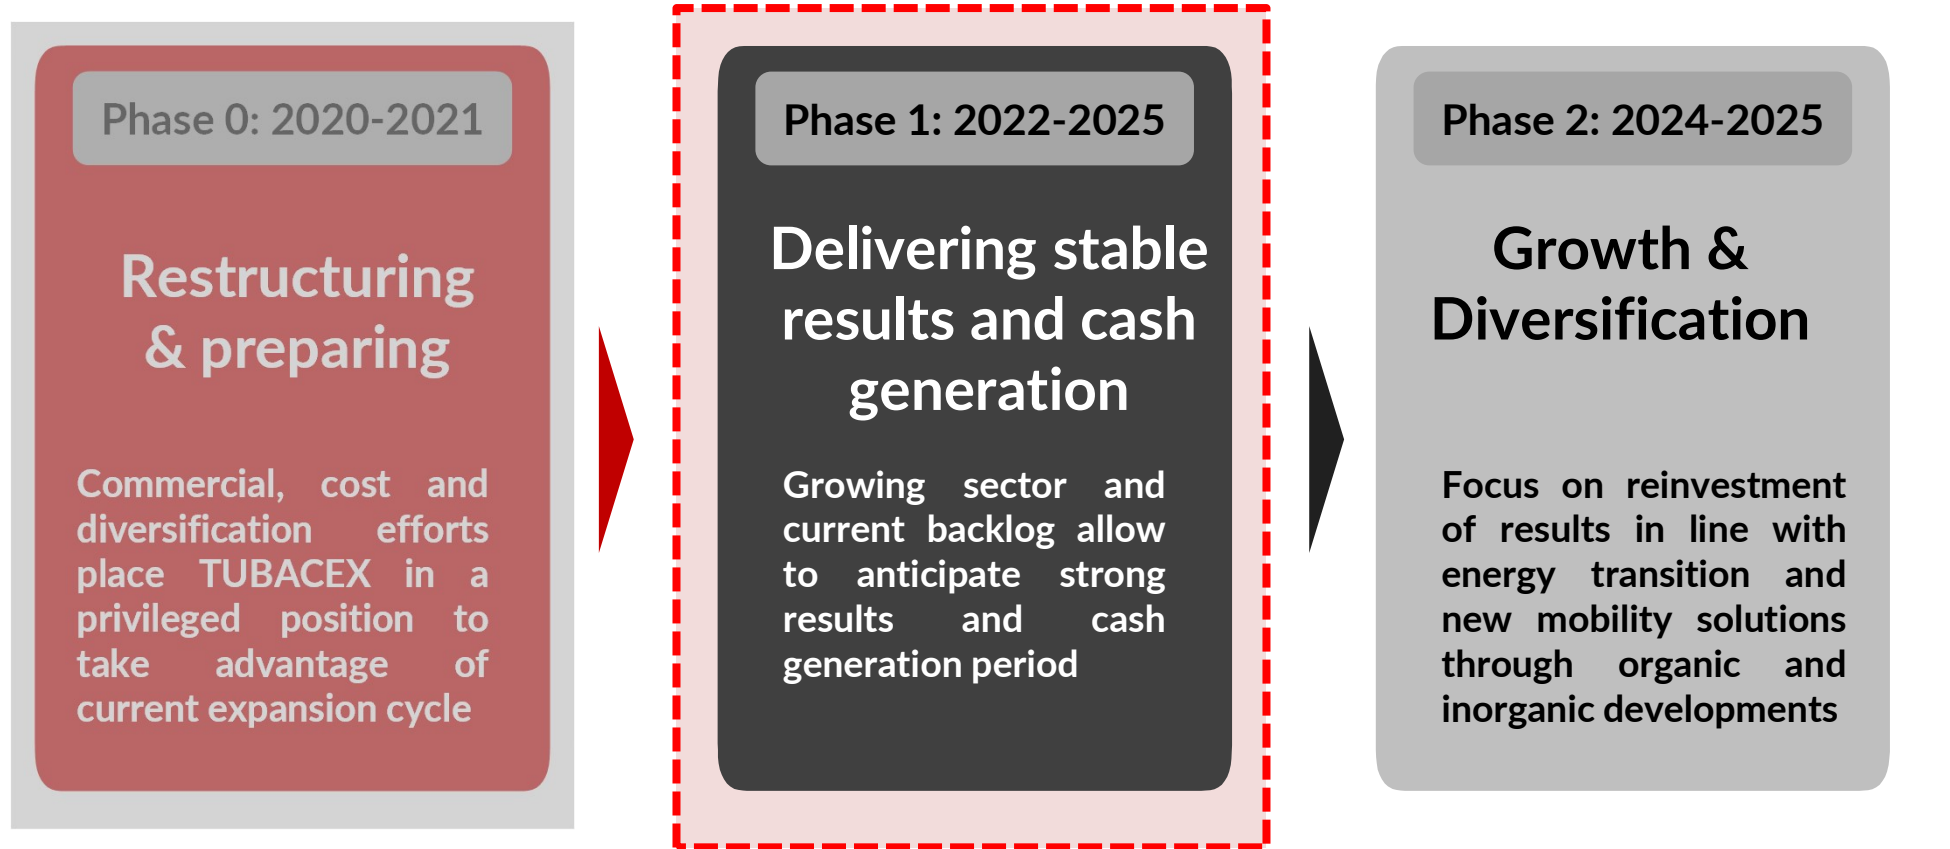 Phase 0: 2020-2021
Restructuring
& preparing
Commercial, cost and
diversification efforts
place TUBACEX in a
privileged position to
take advantage of
current expansion cycle
Phase 1: 2022-2025
Delivering stable
results and cash
generation
Growing sector and
current backlog allow
to anticipate strong
results and cash
generation period
Phase 2: 2024-2025
Growth &
Diversification
Focus on reinvestment
of results in line with
energy transition and
new mobility solutions
through organic and
inorganic developments